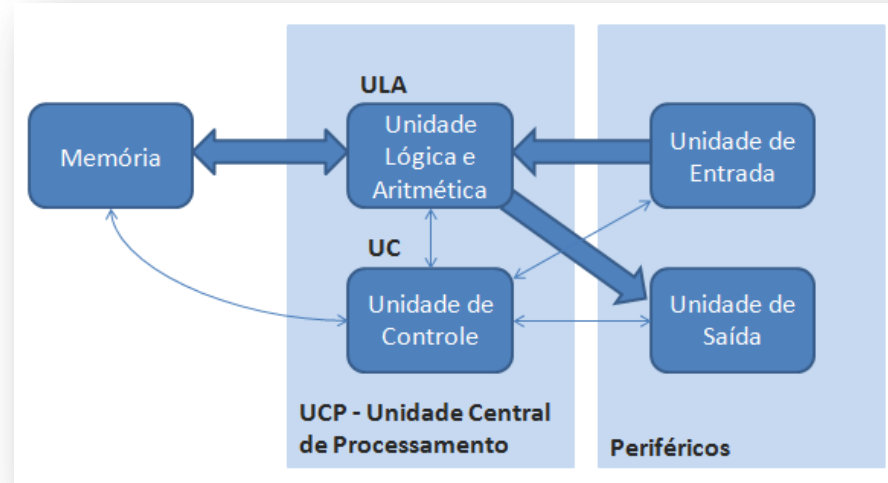 ULA
Memória
Unidade
Lógica e
Aritmética
Unidade de
Entrada
UC
Unidade de
Controle
Unidade de
Saída
UCP - Unidade Central
de Processamento
Periféricos